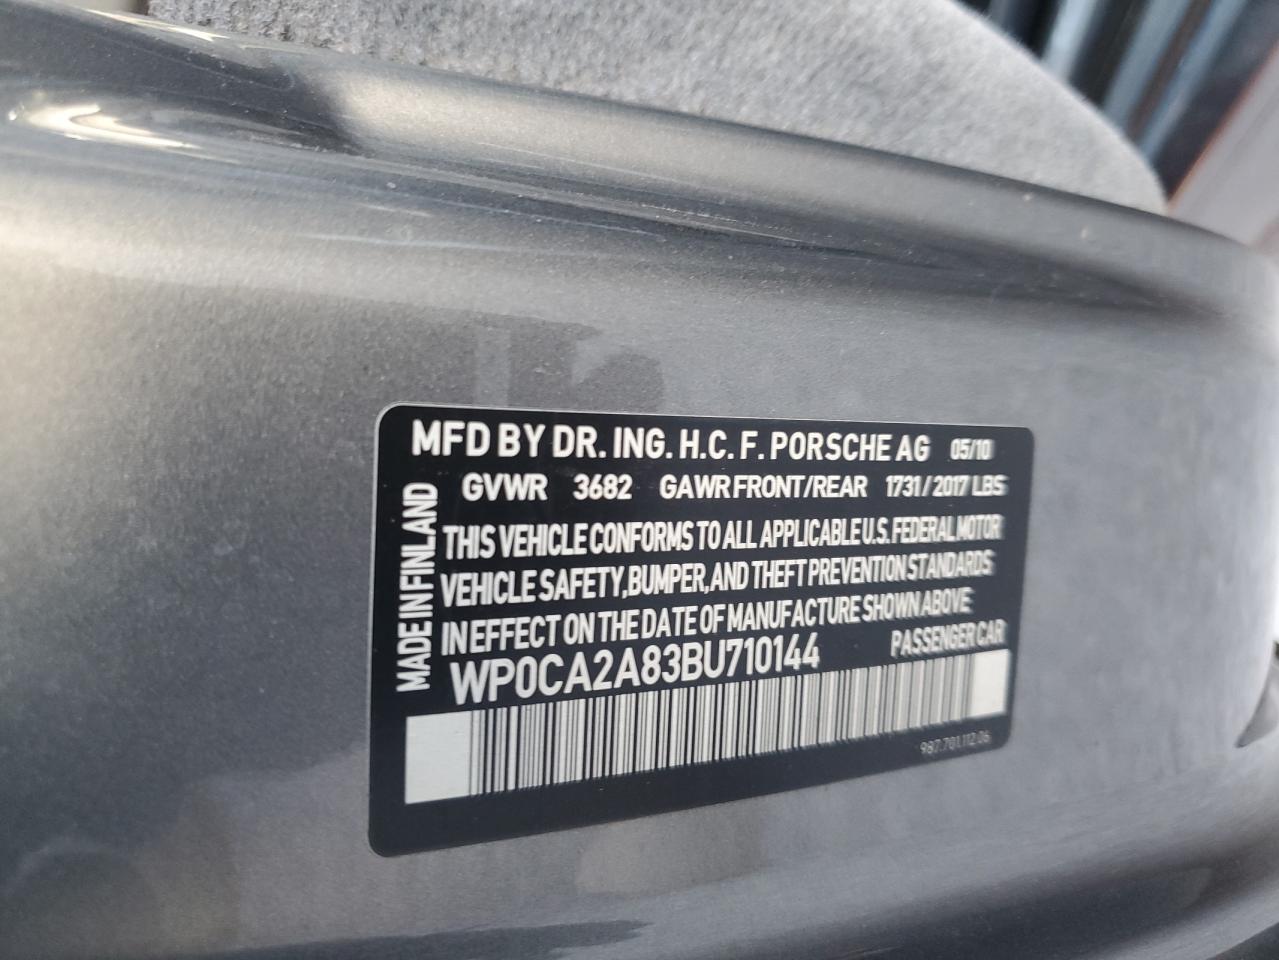 MFD BY DR. ING. H.C. F. PORSCHE AG 05/10
GVWR 3682 GAWR FRONT/REAR 1731/2017 LBS
MADE IN FINLAND
THIS VEHICLE CONFORMS TO ALL APPLICABLE U.S. FEDERAL MOTOR
VEHICLE SAFETY, BUMPER, AND THEFT PREVENTION STANDARDS
IN EFFECT ON THE DATE OF MANUFACTURE SHOWN ABOVE
WP0CA2A83BU710144 PASSENGER CAR
987.701.112.06